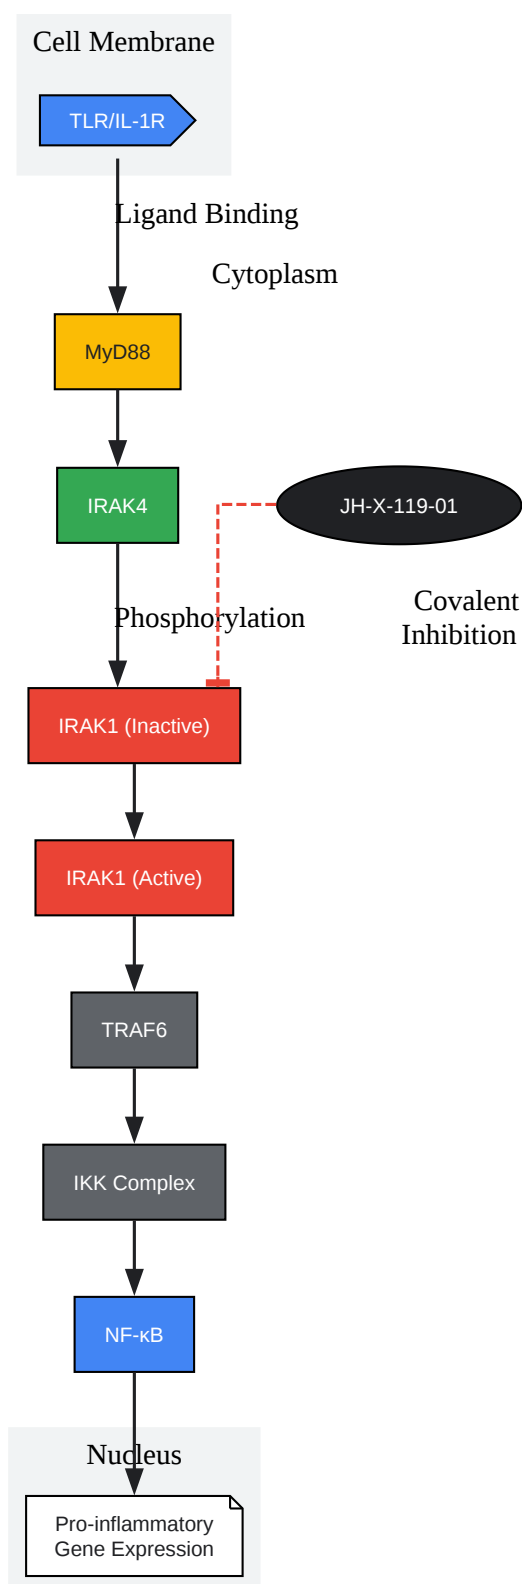 Cell Membrane
TLR/IL-1R
Ligand Binding
Cytoplasm
MyD88
IRAK4
JH-X-119-01
Phosphorylation
Covalent
Inhibition
IRAK1 (Inactive)
IRAK1 (Active)
TRAF6
IKK Complex
NF-κB
Nucleus
Pro-inflammatory
Gene Expression